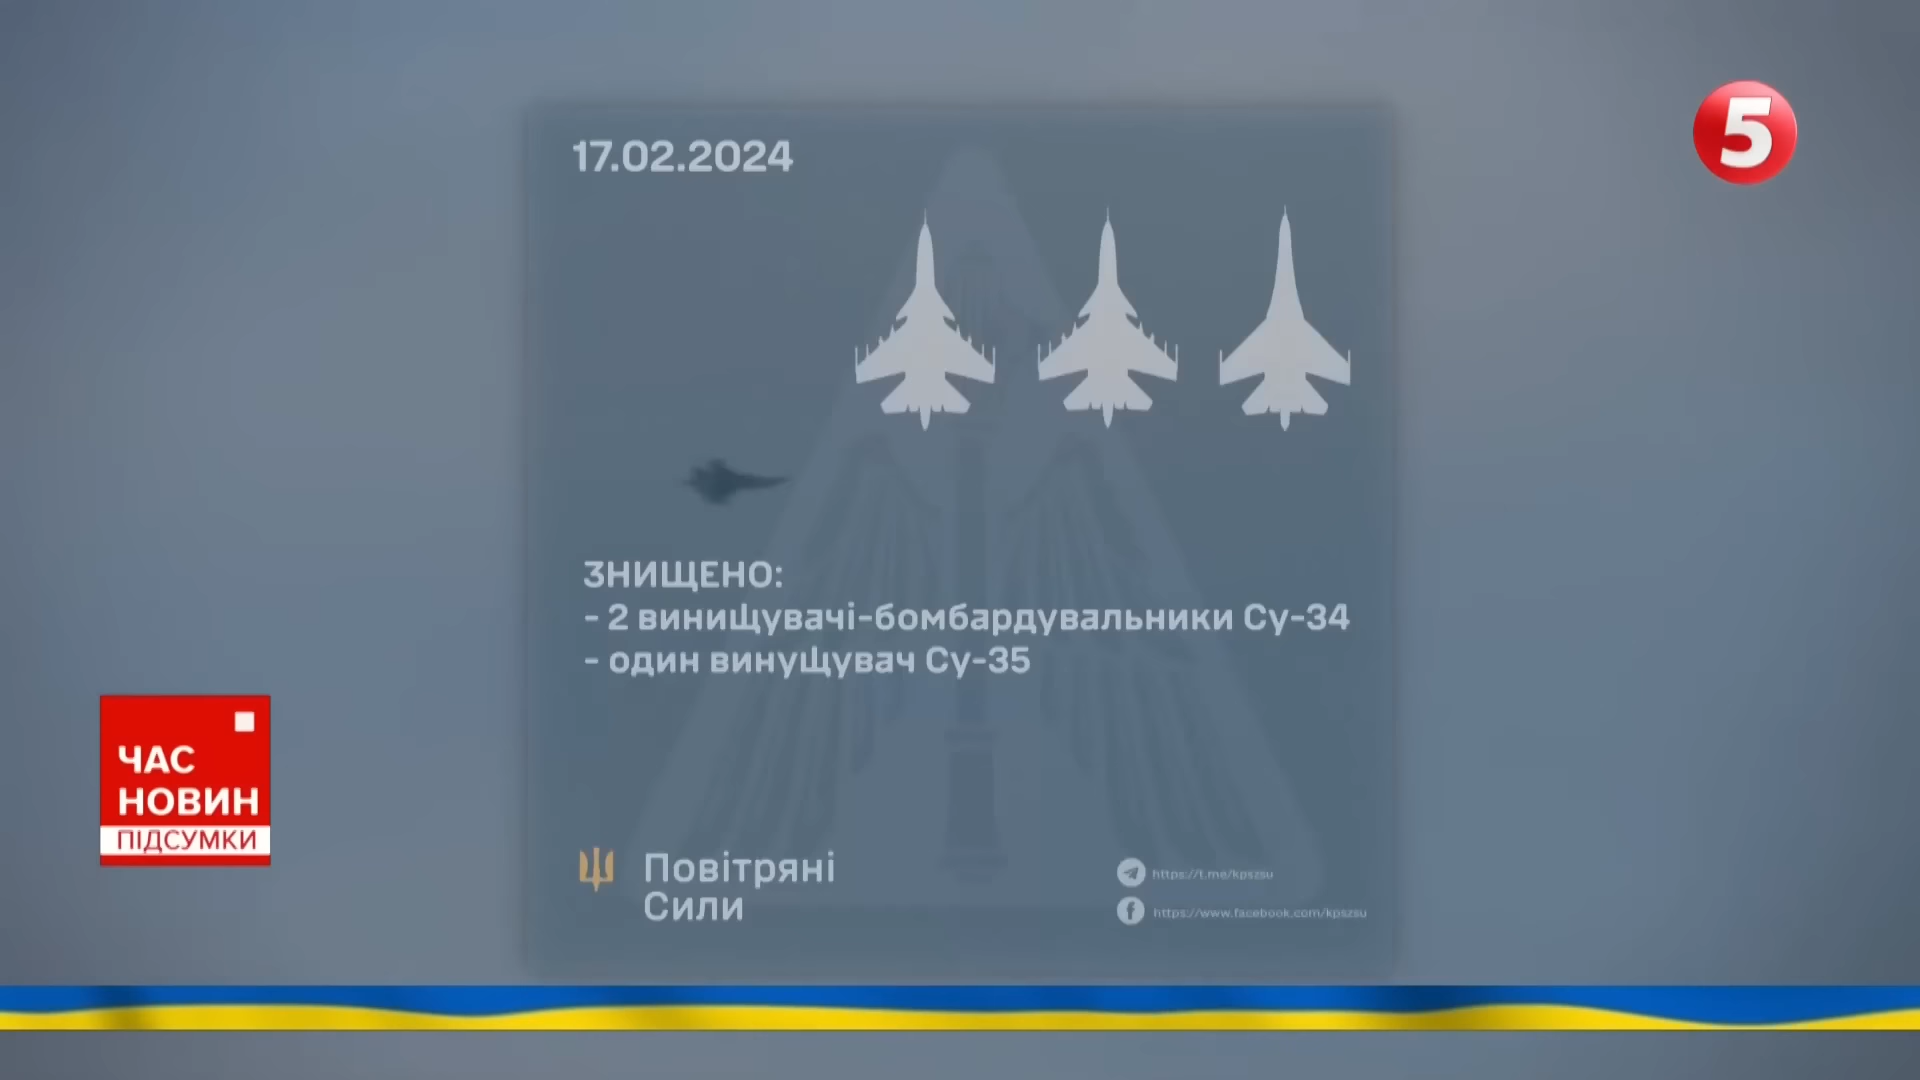 17.02.2024
5
ЗНИЩЕНО:
- 2 винищувачі-бомбардувальники Су-34
- один винущувач Су-35
ЧАС
НОВИН
ПІДСУМКИ
Повітряні
Сили
https://t.me/kpszsu
https://www.facebook.com/kpszsu